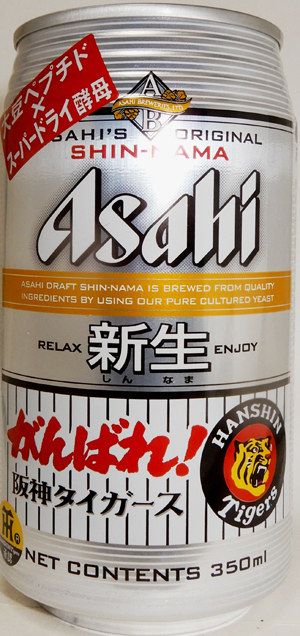 大豆ペプチド
×
スーパードライ酵母
A
B
ASAHI BREWERIES, LTD.
ASAHI'S ORIGINAL
SHIN-NAMA
Asahi
ASAHI DRAFT SHIN-NAMA IS BREWED FROM QUALITY
INGREDIENTS BY USING OUR PURE CULTURED YEAST
RELAX 新生 ENJOY
しんなま
がんばれ!
阪神タイガース
HANSHIN
Tigers
NET CONTENTS 350ml